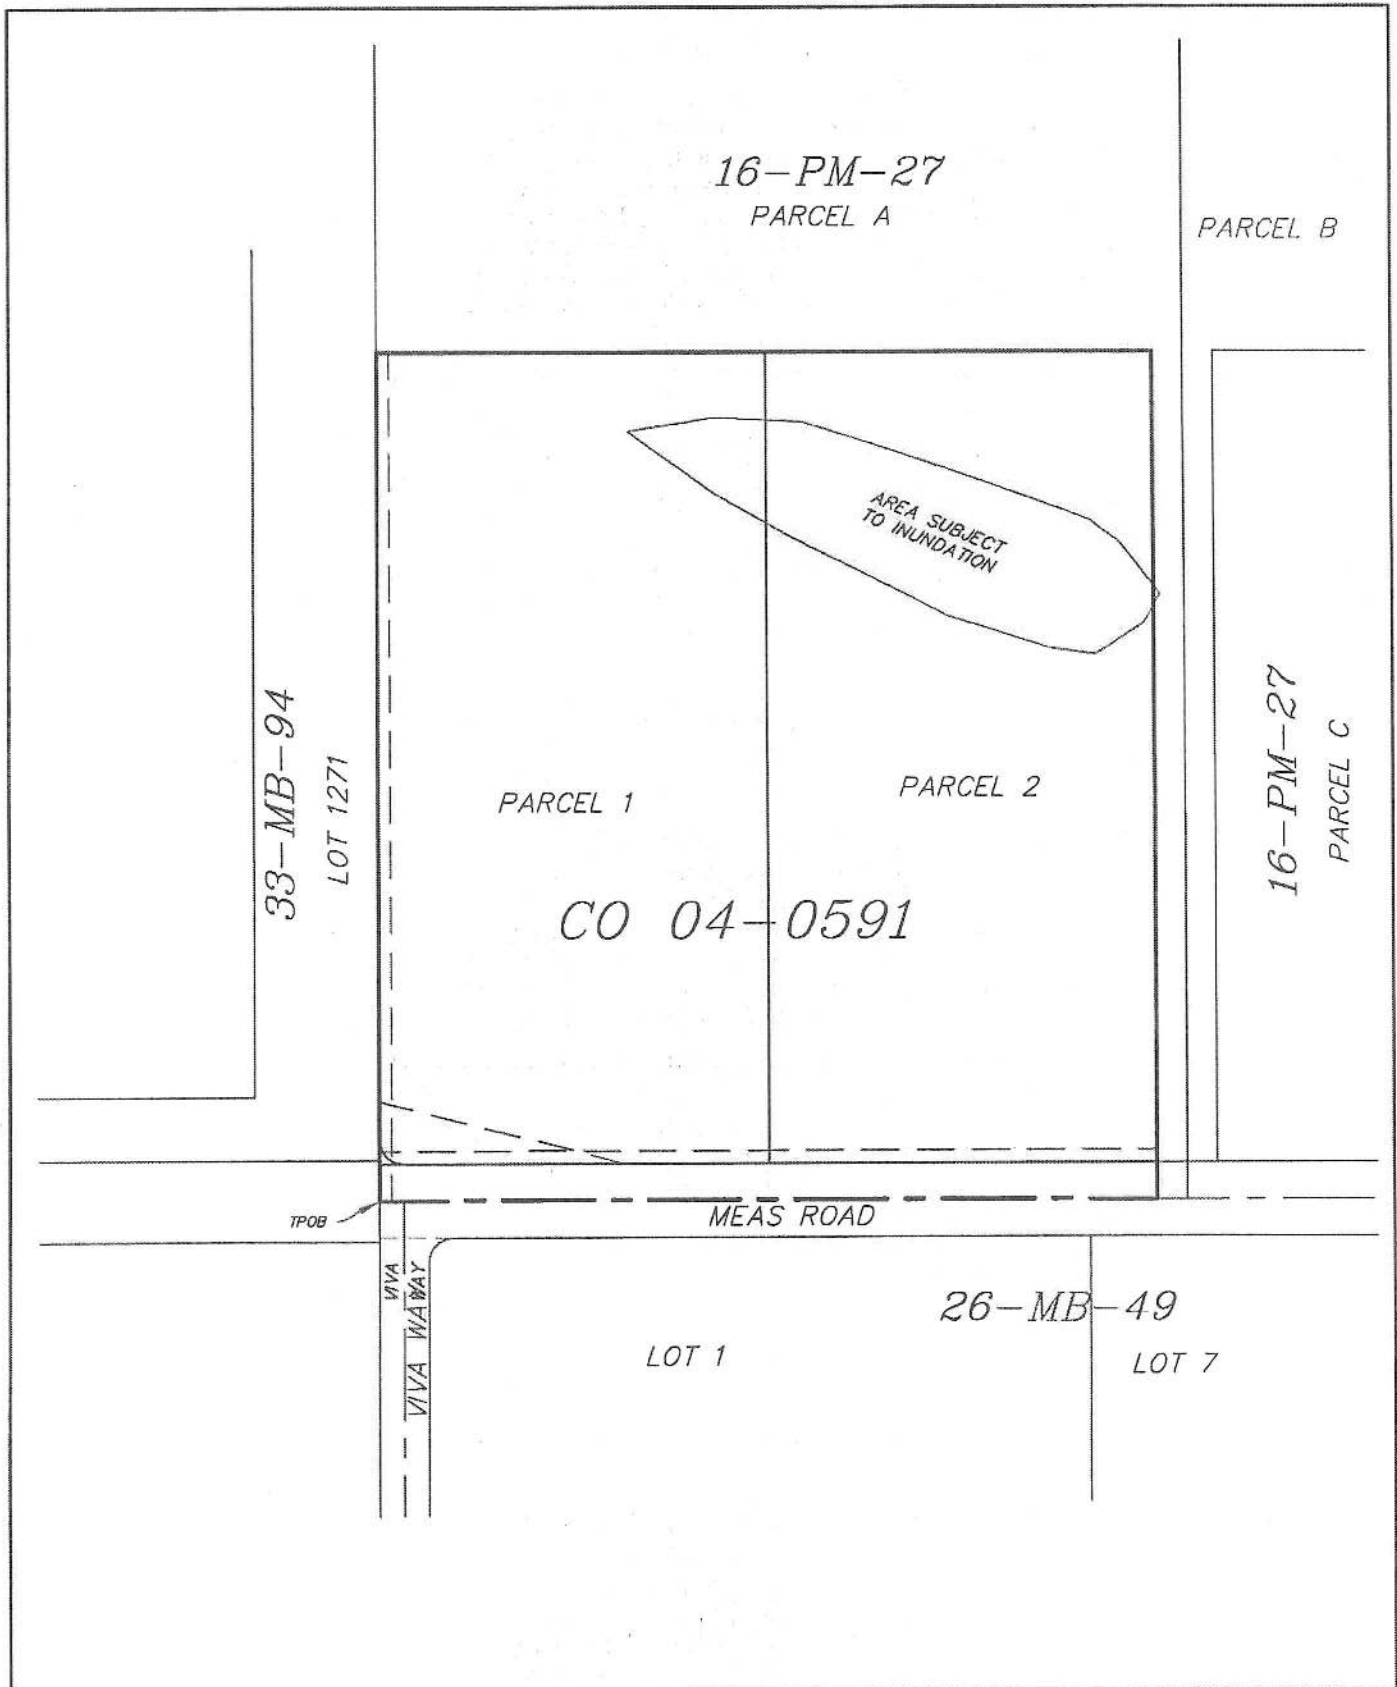 16-PM-27
PARCEL A
PARCEL B
AREA SUBJECT
TO INUNDATION
33-MB-94
LOT 1271
PARCEL 1
PARCEL 2
16-PM-27
PARCEL C
CO 04-0591
TPOB
MEAS ROAD
VIVA
WAY
VIVA WAY
26-MB-49
LOT 1
LOT 7